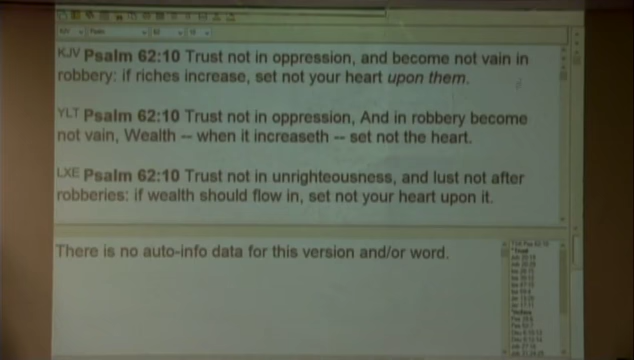 KJV Psalm 62:10 Trust not in oppression, and become not vain in
robbery: if riches increase, set not your heart upon them.
YLT Psalm 62:10 Trust not in oppression, And in robbery become
not vain, Wealth -- when it increaseth -- set not the heart.
LXE Psalm 62:10 Trust not in unrighteousness, and lust not after
robberies: if wealth should flow in, set not your heart upon it.
There is no auto-info data for this version and/or word.